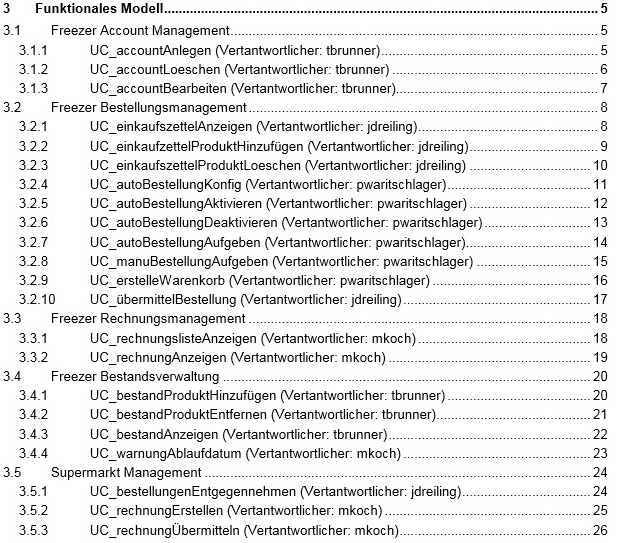 3 Funktionales Modell 5
3.1 Freezer Account Management 5
3.1.1 UC_accountAnlegen (Vertantwortlicher: tbrunner) 5
3.1.2 UC_accountLoeschen (Vertantwortlicher: tbrunner) 6
3.1.3 UC_accountBearbeiten (Vertantwortlicher: tbrunner) 7
3.2 Freezer Bestellungsmanagement 8
3.2.1 UC_einkaufszettelAnzeigen (Vertantwortlicher: jdreiling) 8
3.2.2 UC_einkaufzettelProduktHinzufügen (Vertantwortlicher: jdreiling) 9
3.2.3 UC_einkaufszettelProduktLoeschen (Vertantwortlicher: jdreiling) 10
3.2.4 UC_autoBestellungKonfig (Vertantwortlicher: pwaritschlager) 11
3.2.5 UC_autoBestellungAktivieren (Vertantwortlicher: pwaritschlager) 12
3.2.6 UC_autoBestellungDeaktivieren (Vertantwortlicher: pwaritschlager) 13
3.2.7 UC_autoBestellungAufgeben (Vertantwortlicher: pwaritschlager) 14
3.2.8 UC_manuBestellungAufgeben (Vertantwortlicher: pwaritschlager) 15
3.2.9 UC_erstelleWarenkorb (Vertantwortlicher: pwaritschlager) 16
3.2.10 UC_übermittelBestellung (Vertantwortlicher: jdreiling) 17
3.3 Freezer Rechnungsmanagement 18
3.3.1 UC_rechnungslisteAnzeigen (Vertantwortlicher: mkoch) 18
3.3.2 UC_rechnungAnzeigen (Vertantwortlicher: mkoch) 19
3.4 Freezer Bestandsverwaltung 20
3.4.1 UC_bestandProduktHinzufügen (Vertantwortlicher: tbrunner) 20
3.4.2 UC_bestandProduktEntfernen (Vertantwortlicher: tbrunner) 21
3.4.3 UC_bestandAnzeigen (Vertantwortlicher: tbrunner) 22
3.4.4 UC_warnungAblaufdatum (Vertantwortlicher: mkoch) 23
3.5 Supermarkt Management 24
3.5.1 UC_bestellungenEntgegennehmen (Vertantwortlicher: jdreiling) 24
3.5.2 UC_rechnungErstellen (Vertantwortlicher: mkoch) 25
3.5.3 UC_rechnungÜbermitteln (Vertantwortlicher: mkoch) 26